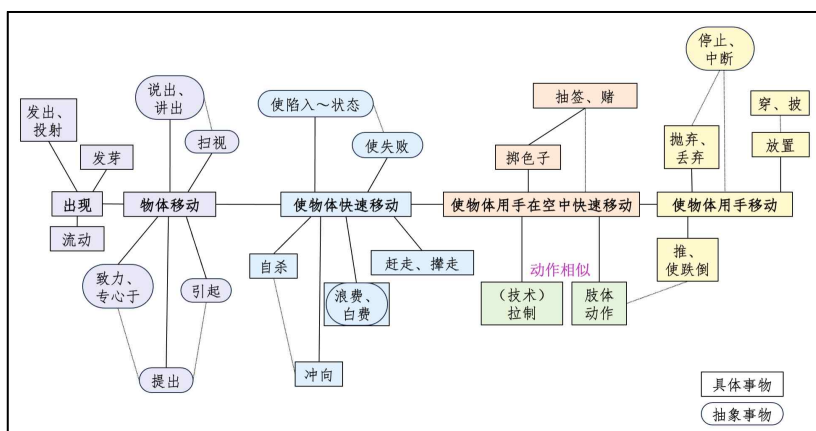 停止、
中断
说出、
讲出
使陷入～状态
抽签、赌
穿、披
发出、
投射
扫视
使失败
抛弃、
丢弃
发芽
掷色子
放置
出现
物体移动
使物体快速移动
使物体用手在空中快速移动
使物体用手移动
流动
自杀
赶走、撵走
动作相似
推、
使跌倒
致力、
专心于
引起
浪费、
白费
（技术）
拉制
肢体
动作
提出
冲向
具体事物
抽象事物